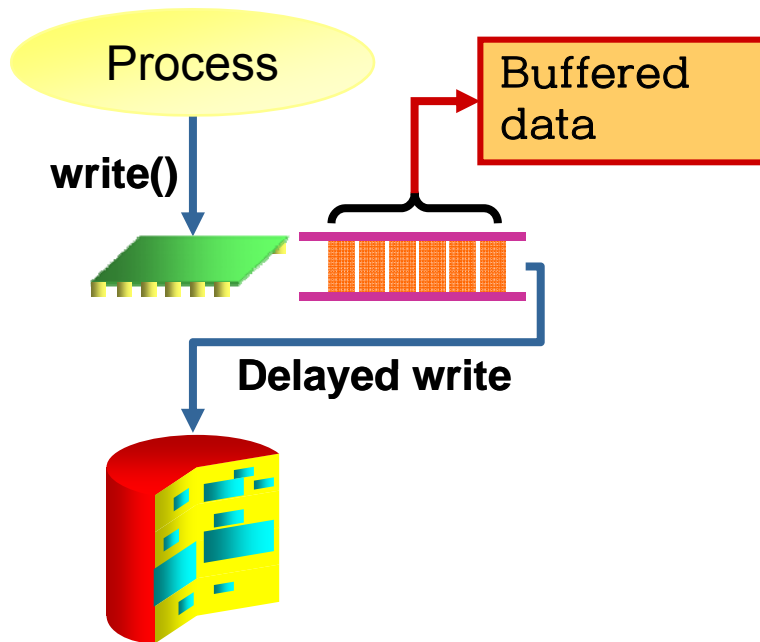 Process
Buffered
data
write()
Delayed write